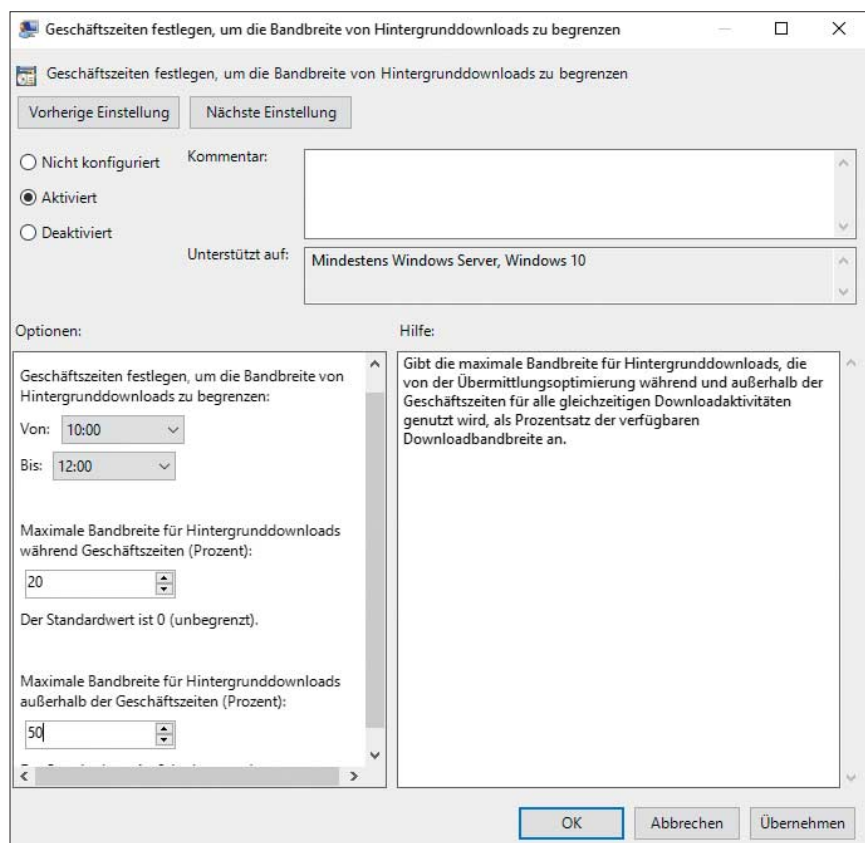 Geschäftszeiten festlegen, um die Bandbreite von Hintergrunddownloads zu begrenzen
Geschäftszeiten festlegen, um die Bandbreite von Hintergrunddownloads zu begrenzen
Vorherige Einstellung
Nächste Einstellung
Nicht konfiguriert
Aktiviert
Deaktiviert
Kommentar:
Unterstützt auf:
Mindestens Windows Server, Windows 10
Optionen:
Geschäftszeiten festlegen, um die Bandbreite von
Hintergrunddownloads zu begrenzen:
Von: 10:00
Bis: 12:00
Maximale Bandbreite für Hintergrunddownloads
während Geschäftszeiten (Prozent):
20
Der Standardwert ist 0 (unbegrenzt).
Maximale Bandbreite für Hintergrunddownloads
außerhalb der Geschäftszeiten (Prozent):
50
Hilfe:
Gibt die maximale Bandbreite für Hintergrunddownloads, die
von der Übermittlungsoptimierung während und außerhalb der
Geschäftszeiten für alle gleichzeitigen Downloadaktivitäten
genutzt wird, als Prozentsatz der verfügbaren
Downloadbandbreite an.
OK
Abbrechen
Übernehmen